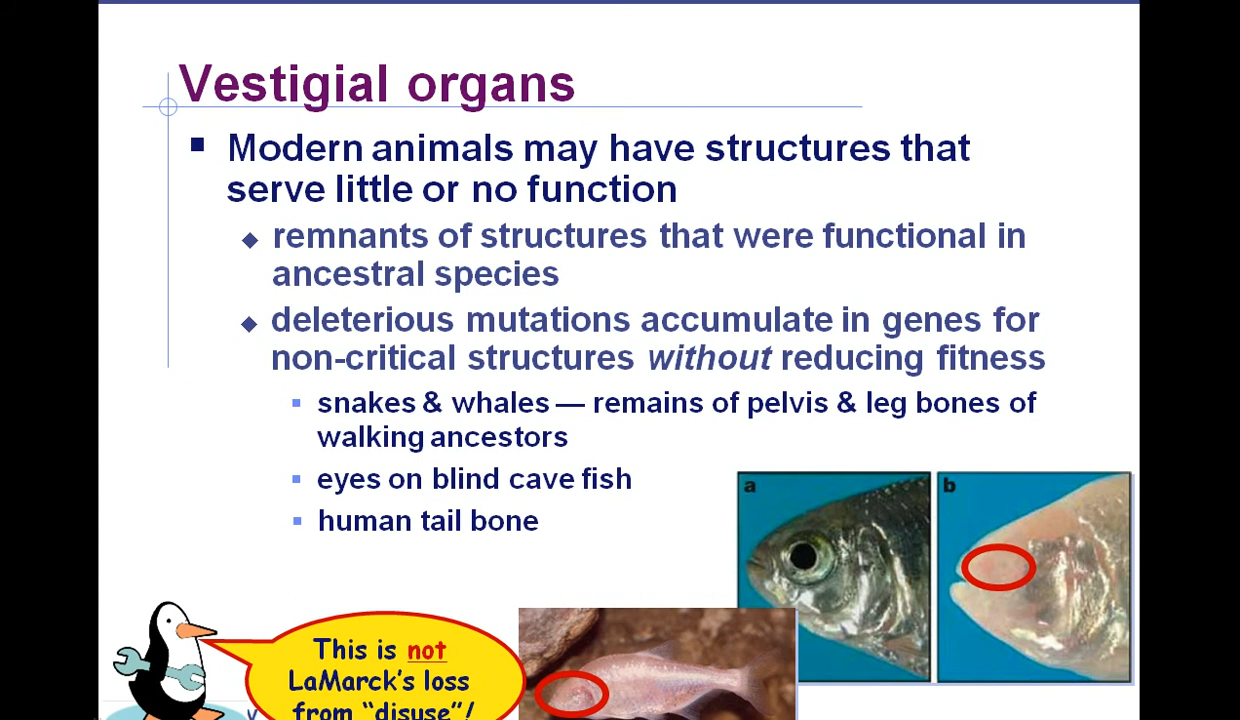 Vestigial organs
Modern animals may have structures that
serve little or no function
remnants of structures that were functional in
ancestral species
deleterious mutations accumulate in genes for
non-critical structures without reducing fitness
snakes & whales — remains of pelvis & leg bones of
walking ancestors
eyes on blind cave fish
human tail bone
a
b
This is not
LaMarck's loss
from "disuse"!